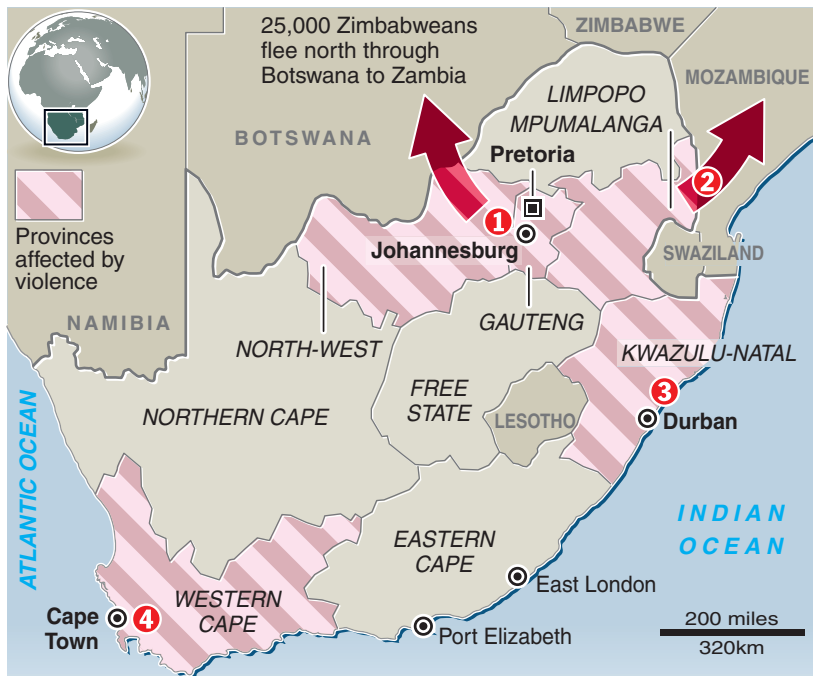 25,000 Zimbabweans
flee north through
Botswana to Zambia
ZIMBABWE
MOZAMBIQUE
LIMPOPO
MPUMALANGA
BOTSWANA
Pretoria
2
1
Provinces
affected by
violence
Johannesburg
SWAZILAND
NAMIBIA
GAUTENG
NORTH-WEST
KWAZULU-NATAL
FREE
STATE
3
NORTHERN CAPE
LESOTHO
Durban
ATLANTIC OCEAN
INDIAN
OCEAN
EASTERN
CAPE
East London
WESTERN
CAPE
Cape
Town
4
Port Elizabeth
200 miles
320km